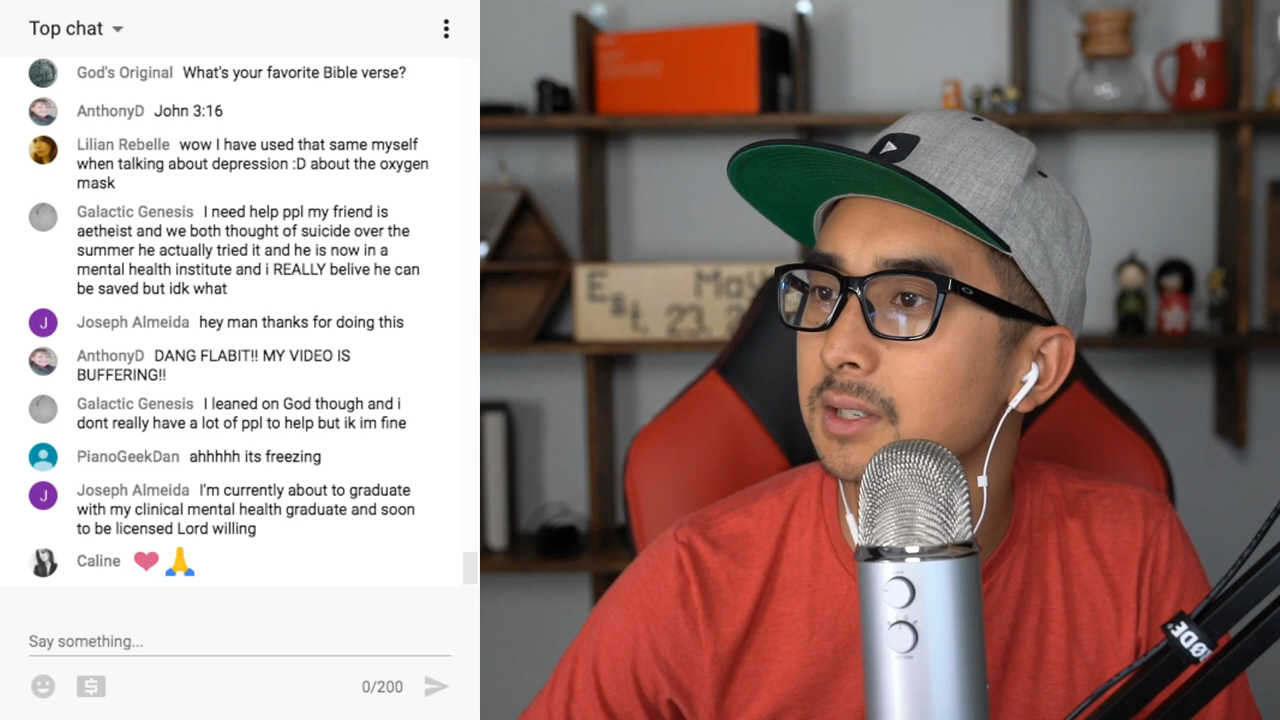 Top chat
God's Original What's your favorite Bible verse?
AnthonyD John 3:16
Lilian Rebelle wow I have used that same myself
when talking about depression :D about the oxygen
mask
Galactic Genesis I need help ppl my friend is
aetheist and we both thought of suicide over the
summer he actually tried it and he is now in a
mental health institute and i REALLY belive he can
be saved but idk what
Joseph Almeida hey man thanks for doing this
AnthonyD DANG FLABIT!! MY VIDEO IS
BUFFERING!!
Galactic Genesis I leaned on God though and i
dont really have a lot of ppl to help but ik im fine
PianoGeekDan ahhhhh its freezing
Joseph Almeida I'm currently about to graduate
with my clinical mental health graduate and soon
to be licensed Lord willing
Caline ❤️🙏
Say something...
0/200
J
J
Est.
May
23,
RØDE